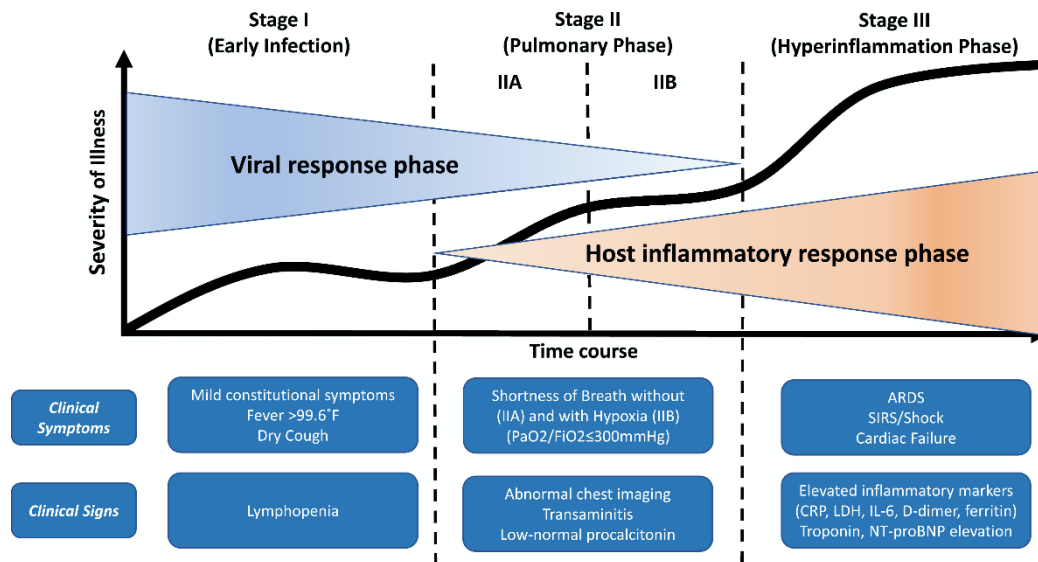 Stage I
(Early Infection)
Stage II
(Pulmonary Phase)
Stage III
(Hyperinflammation Phase)
IIA
IIB
Severity of Illness
Viral response phase
Host inflammatory response phase
Time course
Clinical
Symptoms
Mild constitutional symptoms
Fever >99.6°F
Dry Cough
Shortness of Breath without
(IIA) and with Hypoxia (IIB)
(PaO2/FiO2≤300mmHg)
ARDS
SIRS/Shock
Cardiac Failure
Clinical Signs
Lymphopenia
Abnormal chest imaging
Transaminitis
Low-normal procalcitonin
Elevated inflammatory markers
(CRP, LDH, IL-6, D-dimer, ferritin)
Troponin, NT-proBNP elevation